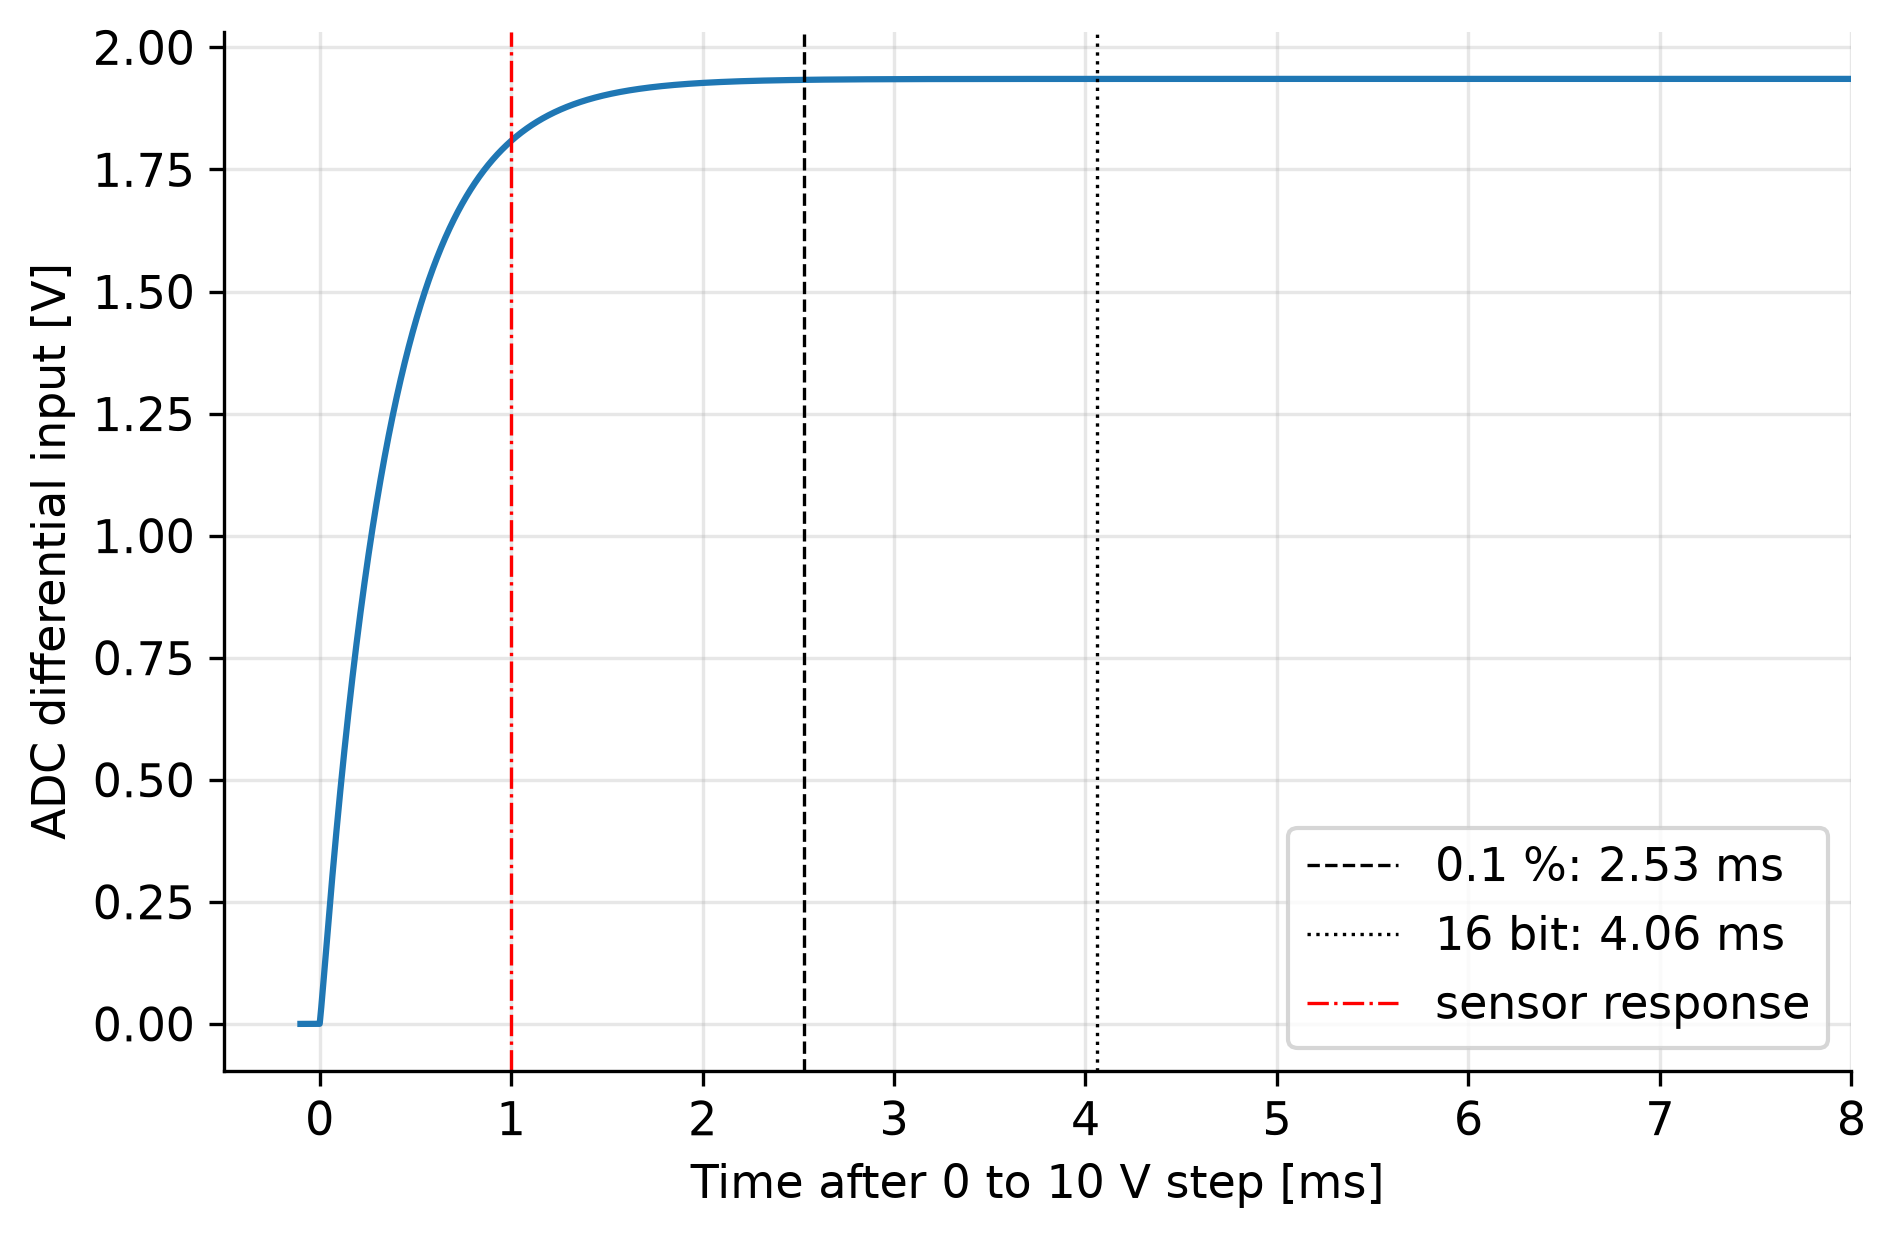 2.00
1.75
1.50
1.25
1.00
0.75
0.50
0.25
0.00
ADC differential input [V]
0.1 %: 2.53 ms
16 bit: 4.06 ms
sensor response
0 1 2 3 4 5 6 7 8
Time after 0 to 10 V step [ms]